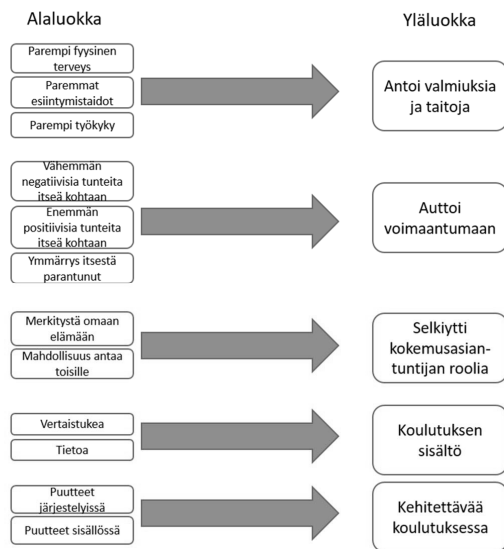 Alaluokka
Yläluokka
Parempi fyysinen
terveys
Paremmat
esiintymistaidot
Parempi työkyky
Antoi valmiuksia
ja taitoja
Vähemmän
negatiivisia tunteita
itseä kohtaan
Enemmän
positiivisia tunteita
itseä kohtaan
Ymmärrys itsestä
parantunut
Auttoi
voimaantumaan
Merkitystä omaan
elämään
Mahdollisuus antaa
toisille
Selkiytti
kokemusasian-
tuntijan roolia
Vertaistukea
Tietoa
Koulutuksen
sisältö
Puutteet
järjestelyissä
Puutteet sisällössä
Kehitettävää
koulutuksessa